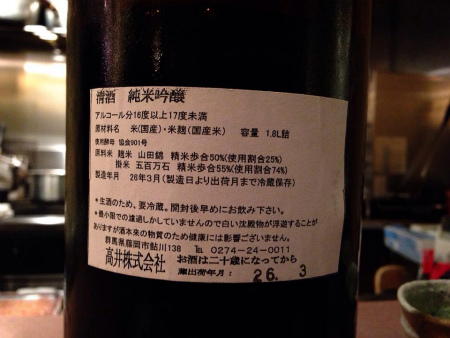 清酒 純米吟醸
アルコール分16度以上17度未満
原材料名 米(国産)・米麹(国産米) 容量 1.8L詰
使用酵母 協会901号
原料米 麹米 山田錦 精米歩合50%(使用割合25%)
掛米 五百万石 精米歩合55%(使用割合74%)
製造年月 26年3月(製造日より出荷月まで冷蔵保存)
*生酒のため、要冷蔵。開封後早めにお飲み下さい。
*最小限での濾過しかしていませんので白い沈殿物が浮遊することが
ありますが酒本来の物質のため健康には影響ございません。
群馬県藤岡市鮎川138 ℡ 0274-24-0011
高井株式会社 お酒は二十歳になってから
蔵出荷年月: 26. 3